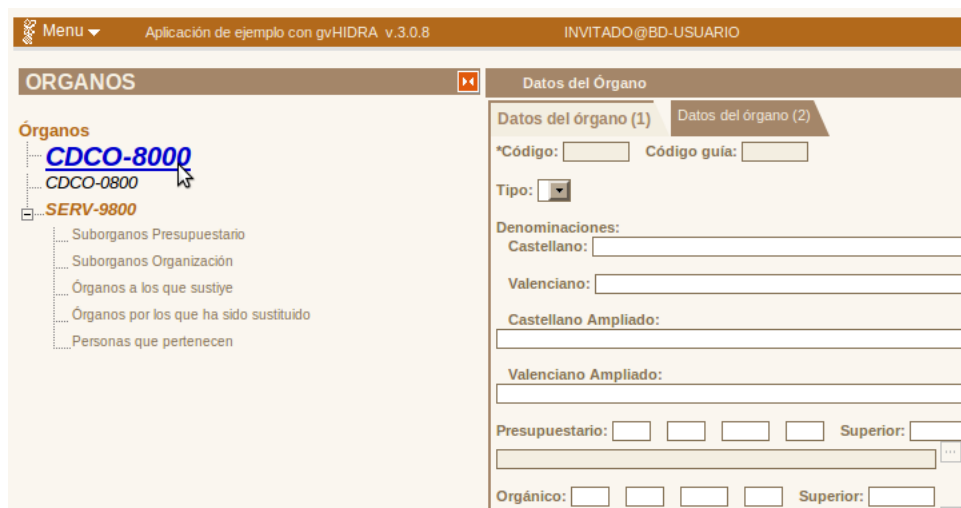 Menu Aplicación de ejemplo con gvHIDRA v.3.0.8 INVITADO@BD-USUARIO
ORGANOS
Órganos
CDCO-8000
CDCO-0800
SERV-9800
Suborganos Presupuestario
Suborganos Organización
Órganos a los que sustiye
Órganos por los que ha sido sustituido
Personas que pertenecen
Datos del Órgano
Datos del órgano (1) Datos del órgano (2)
*Código: Código guía:
Tipo:
Denominaciones:
Castellano:
Valenciano:
Castellano Ampliado:
Valenciano Ampliado:
Presupuestario: Superior:
...
Orgánico: Superior: